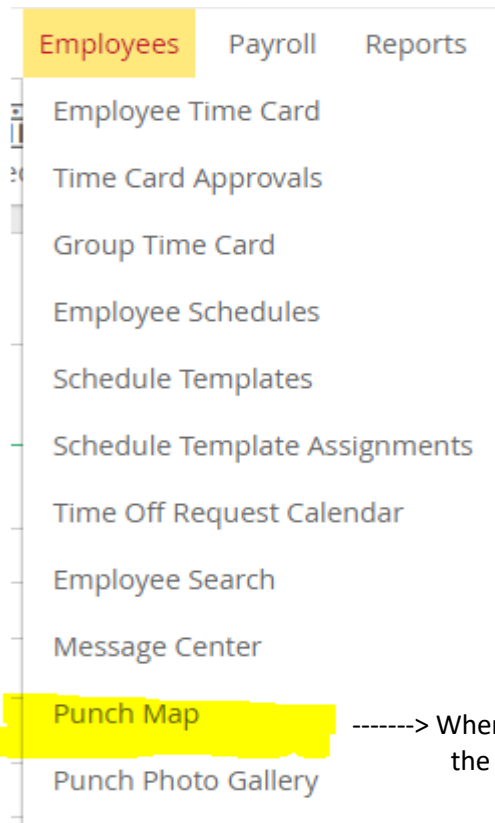 Employees Payroll Reports
Employee Time Card
Time Card Approvals
Group Time Card
Employee Schedules
Schedule Templates
Schedule Template Assignments
Time Off Request Calendar
Employee Search
Message Center
Punch Map -------> 
the
Punch Photo Gallery